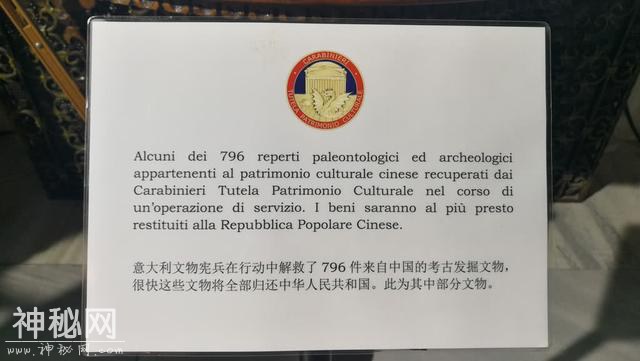 CARABINIERI
TUTELA PATRIMONIO CULTURALE
Alcuni dei 796 reperti paleontologici ed archeologici
appartenenti al patrimonio culturale cinese recuperati dai
Carabinieri Tutela Patrimonio Culturale nel corso di
un'operazione di servizio. I beni saranno al più presto
restituiti alla Repubblica Popolare Cinese.
意大利文物宪兵在行动中解救了 796 件来自中国的考古发掘文物，
很快这些文物将全部归还中华人民共和国。此为其中部分文物。
神秘网
www.神秘网.com